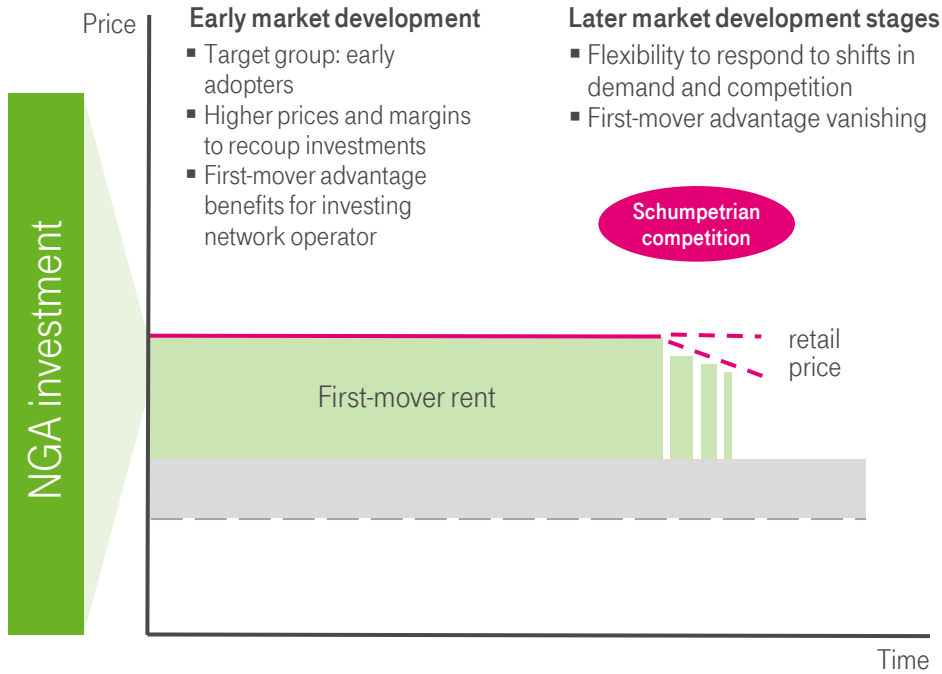 Price
Early market development
▪ Target group: early
adopters
▪ Higher prices and margins
to recoup investments
▪ First-mover advantage
benefits for investing
network operator
Later market development stages
▪ Flexibility to respond to shifts in
demand and competition
▪ First-mover advantage vanishing
Schumpetrian
competition
NGA investment
retail
price
First-mover rent
Time